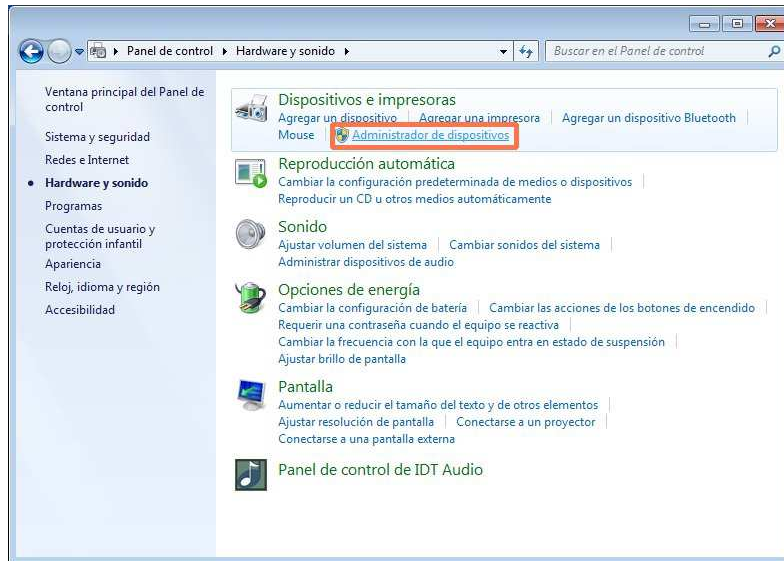 Panel de control Hardware y sonido
Buscar en el Panel de control
Ventana principal del Panel de
control
Sistema y seguridad
Redes e Internet
Hardware y sonido
Programas
Cuentas de usuario y
protección infantil
Apariencia
Reloj, idioma y región
Accesibilidad
Dispositivos e impresoras
Agregar un dispositivo Agregar una impresora Agregar un dispositivo Bluetooth
Mouse Administrador de dispositivos
Reproducción automática
Cambiar la configuración predeterminada de medios o dispositivos
Reproducir un CD u otros medios automáticamente
Sonido
Ajustar volumen del sistema Cambiar sonidos del sistema
Administrar dispositivos de audio
Opciones de energía
Cambiar la configuración de batería Cambiar las acciones de los botones de encendido
Requerir una contraseña cuando el equipo se reactiva
Cambiar la frecuencia con la que el equipo entra en estado de suspensión
Ajustar brillo de pantalla
Pantalla
Aumentar o reducir el tamaño del texto y de otros elementos
Ajustar resolución de pantalla Conectarse a un proyector
Conectarse a una pantalla externa
Panel de control de IDT Audio